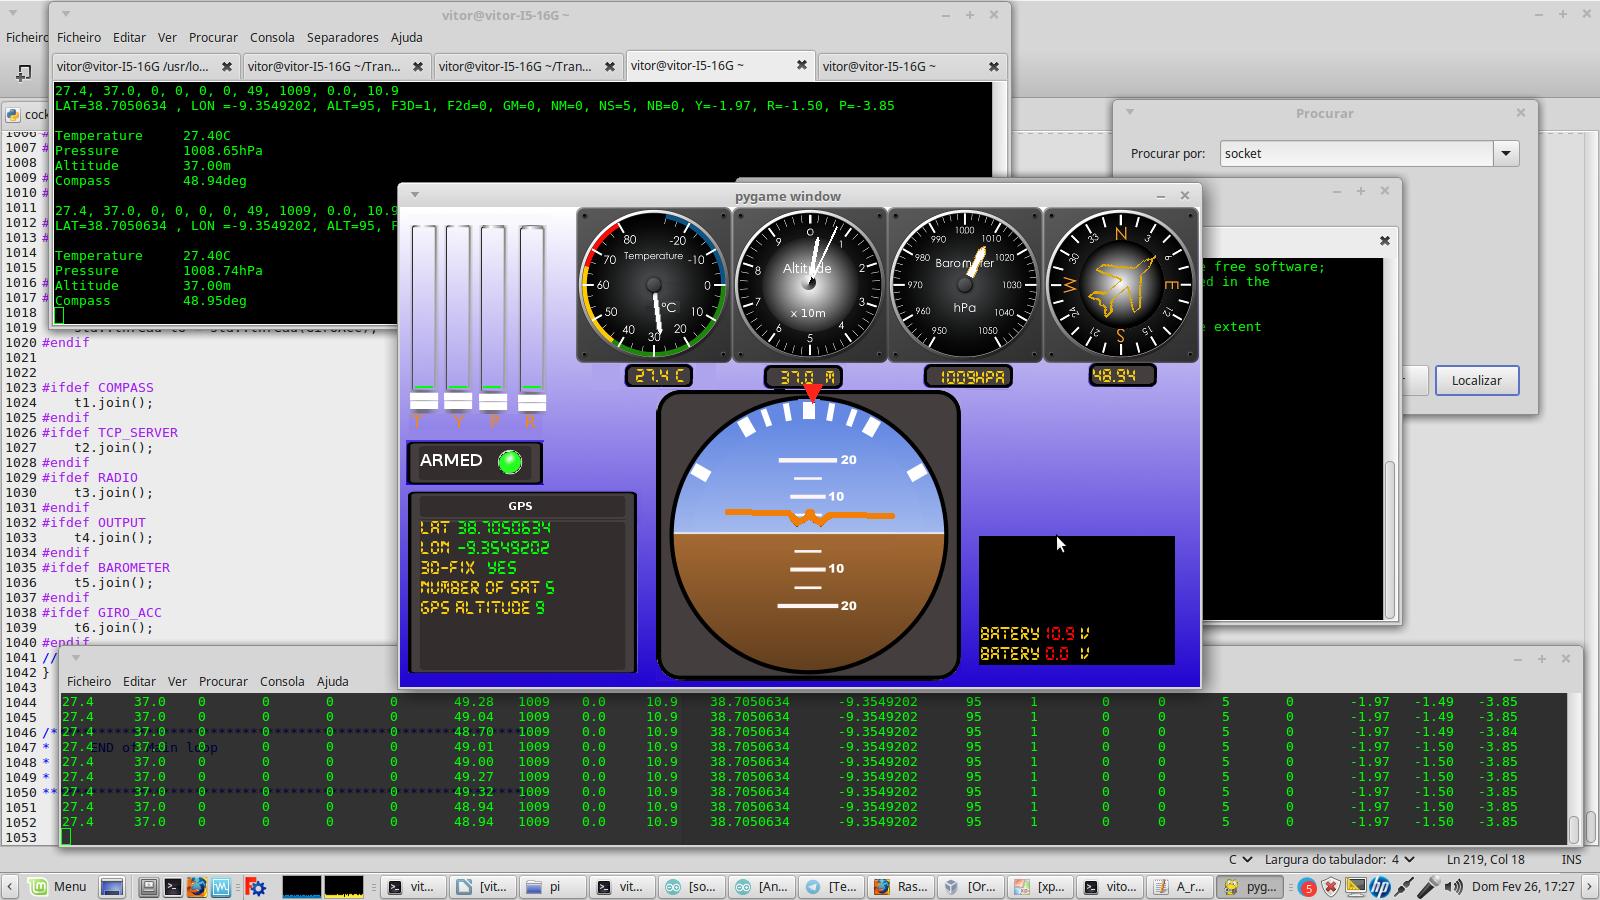 vitor@vitor-I5-16G ~
Ficheiro Editar Ver Procurar Consola Separadores Ajuda
vitor@vitor-I5-16G /usr/lo...
vitor@vitor-I5-16G ~/Tran...
vitor@vitor-I5-16G ~/Tran...
vitor@vitor-I5-16G ~
vitor@vitor-I5-16G ~
27.4, 37.0, 0, 0, 0, 0, 49, 1009, 0.0, 10.9
LAT=38.7050634 , LON =-9.3549202, ALT=95, F3D=1, F2d=0, GM=0, NM=0, NS=5, NB=0, Y=-1.97, R=-1.50, P=-3.85
Temperature 27.40C
Pressure 1008.65hPa
Altitude 37.00m
Compass 48.94deg
27.4, 37.0, 0, 0, 0, 0, 49, 1009, 0.0, 10.9
LAT=38.7050634 , LON =-9.3549202, ALT=95, F
Temperature 27.40C
Pressure 1008.74hPa
Altitude 37.00m
Compass 48.95deg
Procurar
Procurar por: socket
Localizar
e free software;
ed in the
e extent
1006
1007 #
1008
1009 #
1010 #
1011
1012 #
1013 #
1014
1015
1016 #
1017 #
1018
1019
1020 #endif
1021
1022
1023 #ifdef COMPASS
1024 t1.join();
1025 #endif
1026 #ifdef TCP_SERVER
1027 t2.join();
1028 #endif
1029 #ifdef RADIO
1030 t3.join();
1031 #endif
1032 #ifdef OUTPUT
1033 t4.join();
1034 #endif
1035 #ifdef BAROMETER
1036 t5.join();
1037 #endif
1038 #ifdef GIRO_ACC
1039 t6.join();
1040 #endif
1041 //
1042 }
1043
1044
1045
1046 /*
1047 * END of main loop
1048 *
1049 *
1050 **
1051
1052
1053
pygame window
80 -20
70 Temperature -10
60 0
50 °C 10
40 30 20
9 0 1
8 Altitude 2
7 x 10m 3
6 5 4
990 1000 1010
980 Barometer 1020
970 1030
960 hPa 1040
950 1050
33 N 3
30 6
W E
24 12
21 S 15
27.4 C
37.0 M
1009HPA
48.94
T Y P R
ARMED
GPS
LAT 38.7050634
LON -9.3549202
3D-FIX YES
NUMBER OF SAT 5
GPS ALTITUDE 9
20
10
10
20
BATERY 10.9 V
BATERY 0.0 V
Ficheiro Editar Ver Procurar Consola Ajuda
27.4 37.0 0 0 0 0 49.28 1009 0.0 10.9 38.7050634 -9.3549202 95 1 0 0 5 0 -1.97 -1.49 -3.85
27.4 37.0 0 0 0 0 49.04 1009 0.0 10.9 38.7050634 -9.3549202 95 1 0 0 5 0 -1.97 -1.49 -3.85
27.4 37.0 0 0 0 0 48.70 1009 0.0 10.9 38.7050634 -9.3549202 95 1 0 0 5 0 -1.97 -1.49 -3.84
27.4 37.0 0 0 0 0 49.01 1009 0.0 10.9 38.7050634 -9.3549202 95 1 0 0 5 0 -1.97 -1.50 -3.85
27.4 37.0 0 0 0 0 49.00 1009 0.0 10.9 38.7050634 -9.3549202 95 1 0 0 5 0 -1.97 -1.50 -3.85
27.4 37.0 0 0 0 0 49.27 1009 0.0 10.9 38.7050634 -9.3549202 95 1 0 0 5 0 -1.97 -1.50 -3.85
27.4 37.0 0 0 0 0 49.32 1009 0.0 10.9 38.7050634 -9.3549202 95 1 0 0 5 0 -1.97 -1.50 -3.85
27.4 37.0 0 0 0 0 48.94 1009 0.0 10.9 38.7050634 -9.3549202 95 1 0 0 5 0 -1.97 -1.50 -3.85
27.4 37.0 0 0 0 0 48.94 1009 0.0 10.9 38.7050634 -9.3549202 95 1 0 0 5 0 -1.97 -1.50 -3.85
C Largura do tabulador: 4 Ln 219, Col 18 INS
Menu vit... [vit... pi vit... [so... [An... [Te... Ras... [Or... [xp... vito... A_r... pyg... 5 Dom Fev 26, 17:27